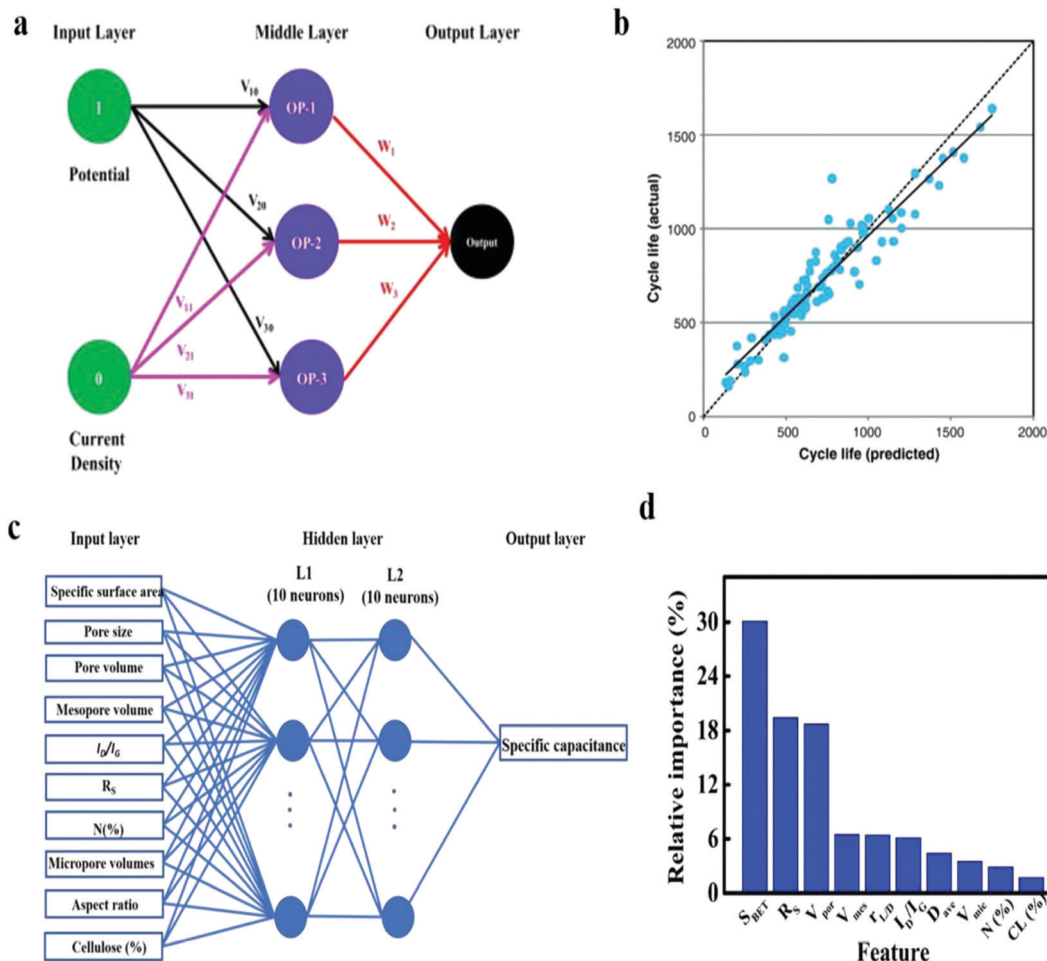 a
Input Layer
Middle Layer
Output Layer
1
Potential
0
Current
Density
V10
V20
V30
V11
V21
V31
OP-1
OP-2
OP-3
W1
W2
W3
Output
b
Cycle life (actual)
2000
1500
1000
500
0
0
500
1000
1500
2000
Cycle life (predicted)
c
Input layer
Hidden layer
Output layer
L1
(10 neurons)
L2
(10 neurons)
Specific surface area
Pore size
Pore volume
Mesopore volume
ID/IG
RS
N(%)
Micropore volumes
Aspect ratio
Cellulose (%)
Specific capacitance
d
Relative importance (%)
30
24
18
12
6
0
SBET
RS
Vpor
Vmes
rL/D
ID/IG
Dave
Vmic
N (%)
CL (%)
Feature